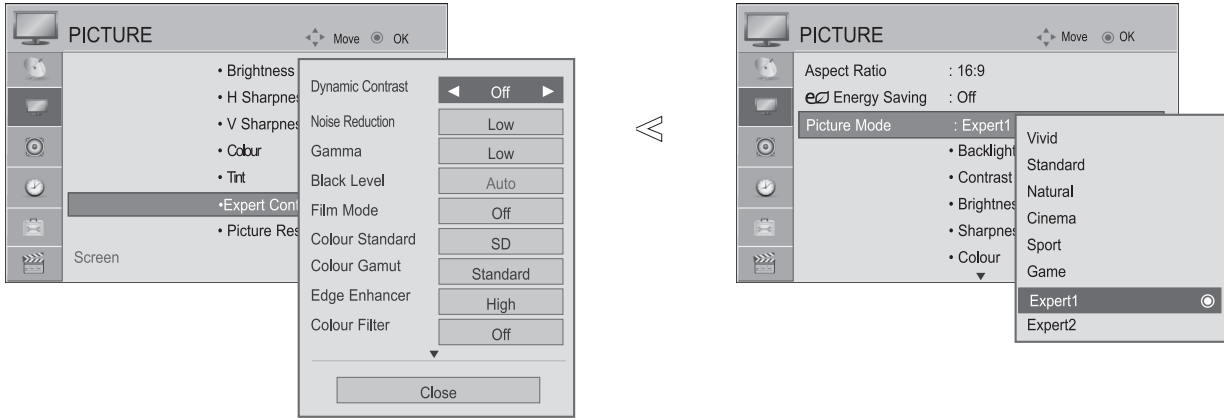 PICTURE
Move OK
• Brightness
• H Sharpnes
• V Sharpnes
• Colour
• Tint
•Expert Cont
• Picture Res
Screen
Dynamic Contrast ◄ Off ►
Noise Reduction Low
Gamma Low
Black Level Auto
Film Mode Off
Colour Standard SD
Colour Gamut Standard
Edge Enhancer High
Colour Filter Off
▼
Close
PICTURE
Move OK
Aspect Ratio : 16:9
Energy Saving : Off
Picture Mode : Expert1
• Backlight
• Contrast
• Brightnes
• Sharpnes
• Colour
▼
Vivid
Standard
Natural
Cinema
Sport
Game
Expert1
Expert2